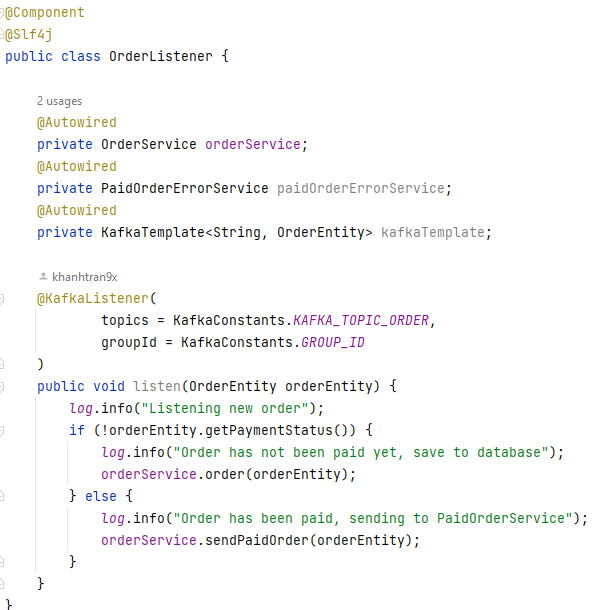 @Component
@Slf4j
public class OrderListener {
2 usages
@Autowired
private OrderService orderService;
@Autowired
private PaidOrderErrorService paidOrderErrorService;
@Autowired
private KafkaTemplate<String, OrderEntity> kafkaTemplate;
khanhtran9x
@KafkaListener(
topics = KafkaConstants.KAFKA_TOPIC_ORDER,
groupId = KafkaConstants.GROUP_ID
)
public void listen(OrderEntity orderEntity) {
log.info("Listening new order");
if (!orderEntity.getPaymentStatus()) {
log.info("Order has not been paid yet, save to database");
orderService.order(orderEntity);
} else {
log.info("Order has been paid, sending to PaidOrderService");
orderService.sendPaidOrder(orderEntity);
}
}
}